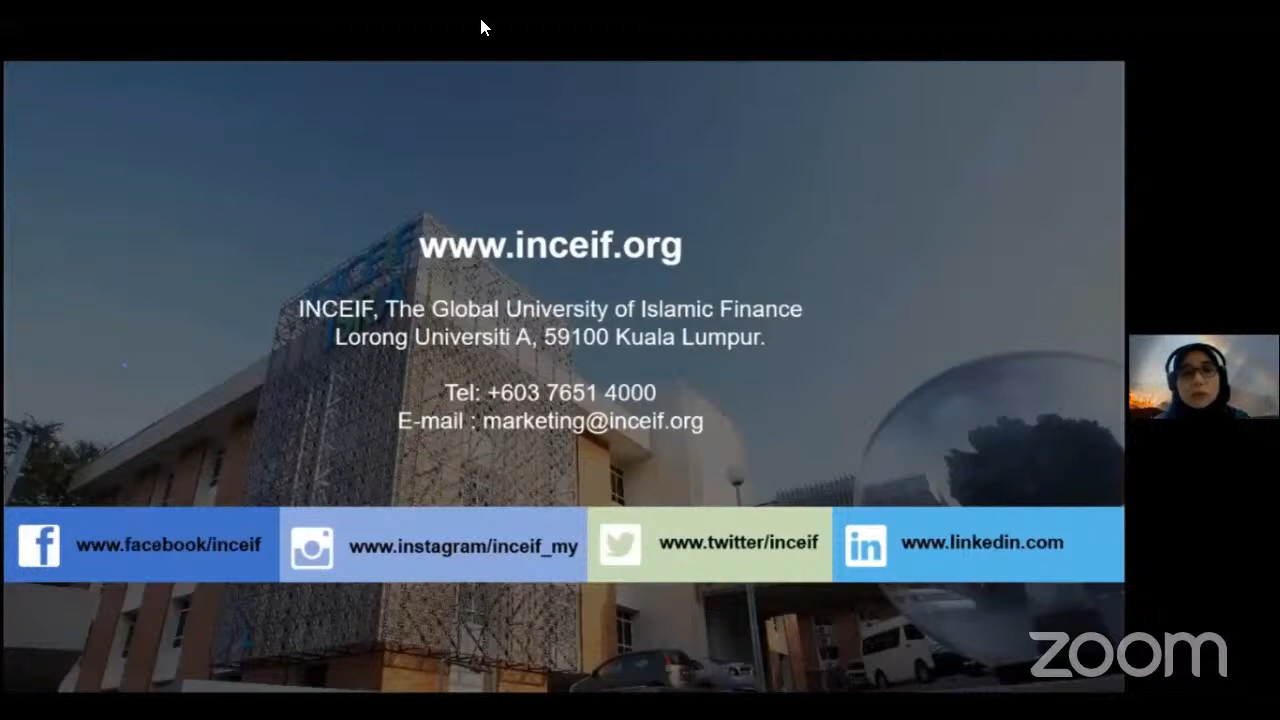 www.inceif.org
INCEIF, The Global University of Islamic Finance
Lorong Universiti A, 59100 Kuala Lumpur.
Tel: +603 7651 4000
E-mail : marketing@inceif.org
www.facebook/inceif
www.instagram/inceif_my
www.twitter/inceif
www.linkedin.com
zoom